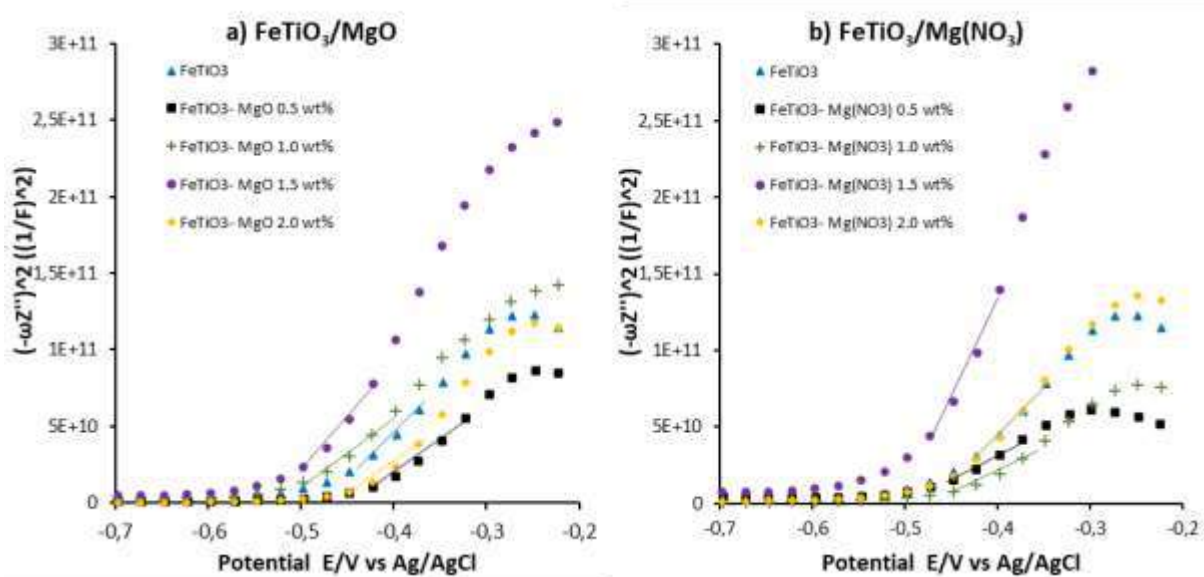 a) FeTiO₃/MgO
3E+11
2,5E+11
2E+11
1,5E+11
1E+11
5E+10
0
(-ωZ'')^2 ((1/F)^2)
FeTiO3
FeTiO3- MgO 0.5 wt%
FeTiO3- MgO 1.0 wt%
FeTiO3- MgO 1.5 wt%
FeTiO3- MgO 2.0 wt%
-0,7 -0,6 -0,5 -0,4 -0,3 -0,2
Potential E/V vs Ag/AgCl
b) FeTiO₃/Mg(NO₃)
3E+11
2,5E+11
2E+11
1,5E+11
1E+11
5E+10
0
(-ωZ'')^2 ((1/F)^2)
FeTiO3
FeTiO3- Mg(NO3) 0.5 wt%
FeTiO3- Mg(NO3) 1.0 wt%
FeTiO3- Mg(NO3) 1.5 wt%
FeTiO3- Mg(NO3) 2.0 wt%
-0,7 -0,6 -0,5 -0,4 -0,3 -0,2
Potential E/V vs Ag/AgCl